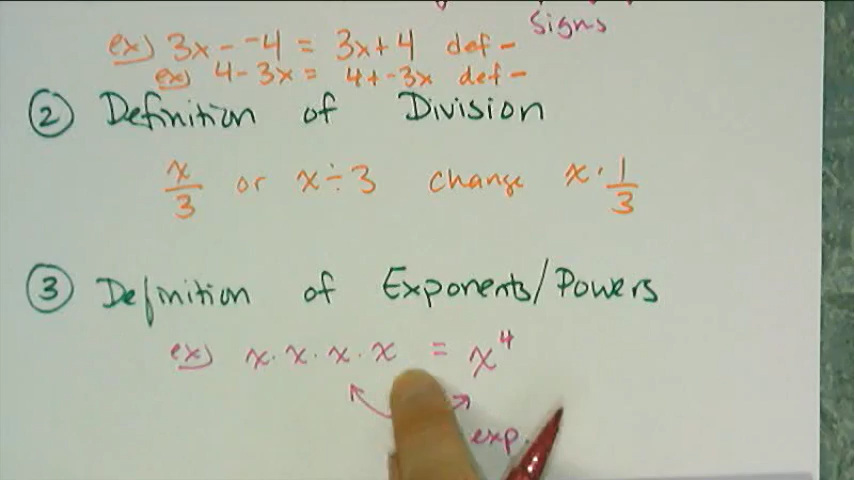 signs
ex) 3x - -4 = 3x+4 def -
ex) 4-3x = 4+-3x def -
② Definition of Division
x/3 or x÷3 change x·1/3
③ Definition of Exponents/Powers
ex) x·x·x·x = x⁴
exp.